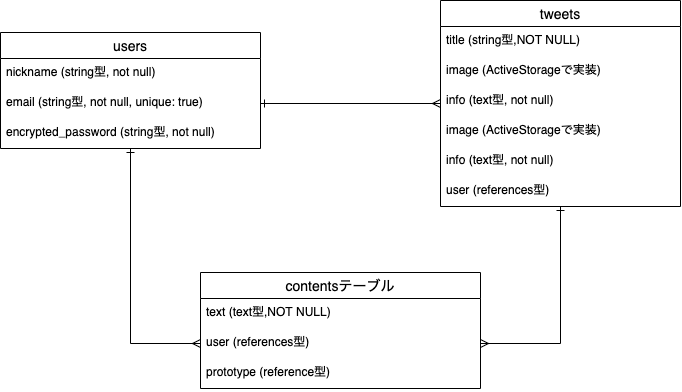 users
nickname (string型, not null)
email (string型, not null, unique: true)
encrypted_password (string型, not null)
tweets
title (string型,NOT NULL)
image (ActiveStorageで実装)
info (text型, not null)
image (ActiveStorageで実装)
info (text型, not null)
user (references型)
contentsテーブル
text (text型,NOT NULL)
user (references型)
prototype (reference型)